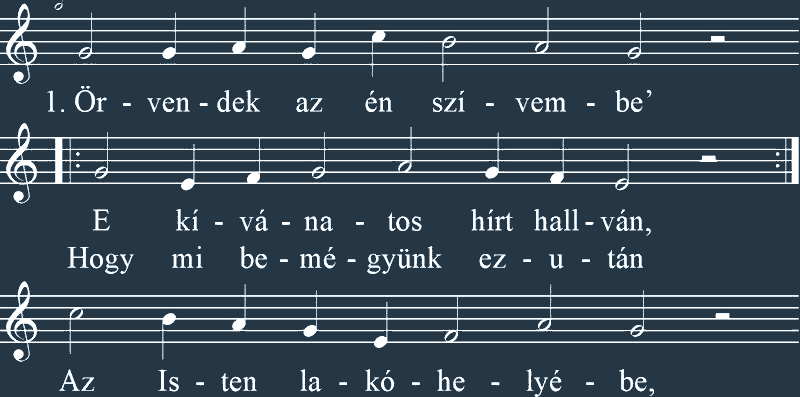 1. Ör - ven - dek az én szí - vem - be’
E kí - vá - na - tos hírt hall - ván,
Hogy mi be - mé - gyünk ez - u - tán
Az Is - ten la - kó - he - lyé - be,